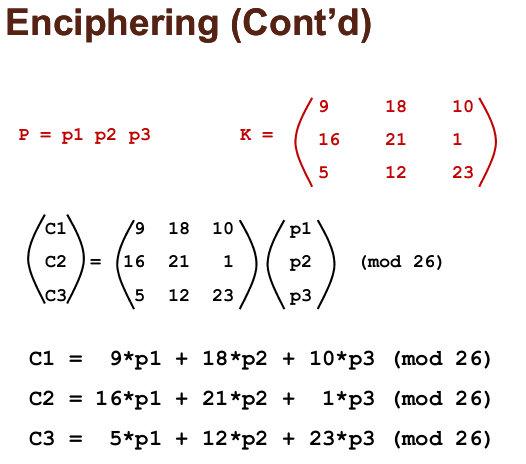 Enciphering (Cont’d)
9 18 10
P = p1 p2 p3 K = 16 21 1
5 12 23
C1 9 18 10 p1
C2 = 16 21 1 p2 (mod 26)
C3 5 12 23 p3
C1 = 9*p1 + 18*p2 + 10*p3 (mod 26)
C2 = 16*p1 + 21*p2 + 1*p3 (mod 26)
C3 = 5*p1 + 12*p2 + 23*p3 (mod 26)